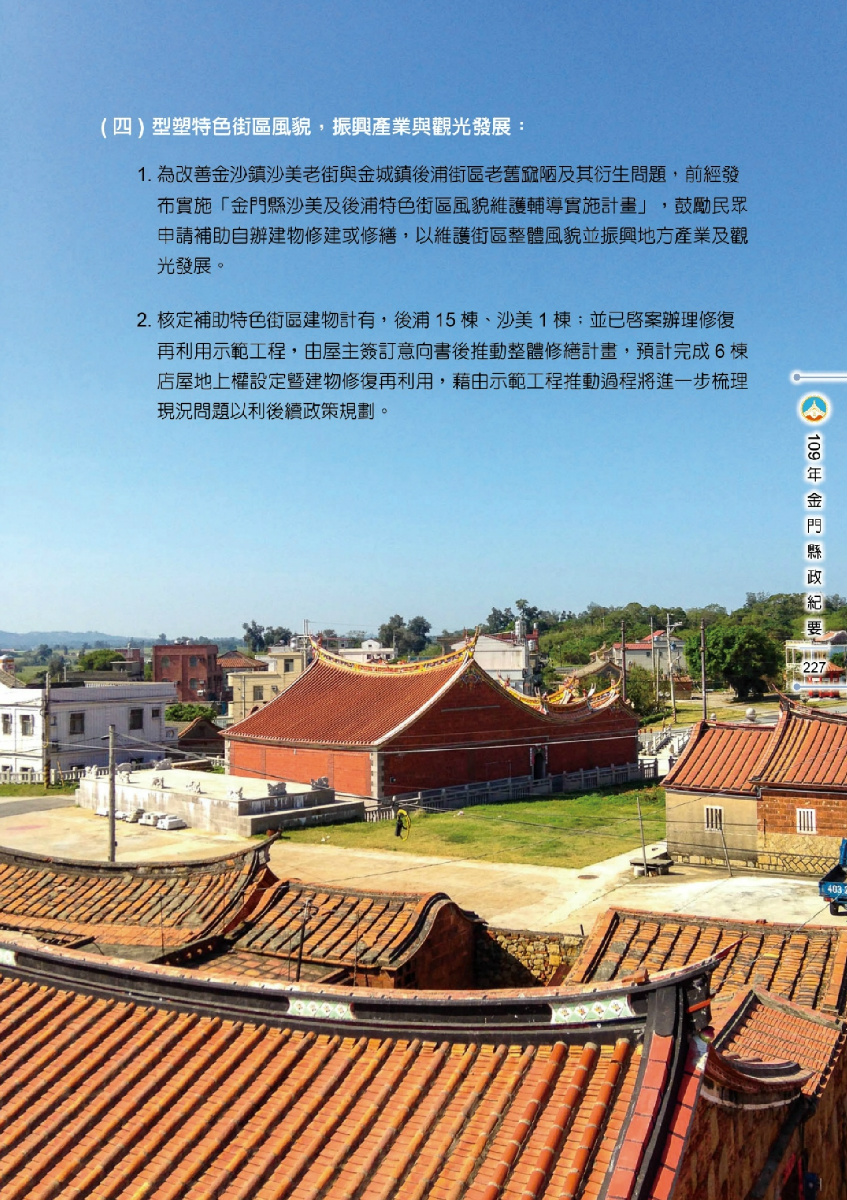 (四) 型塑特色街區風貌，振興產業與觀光發展：
1. 為改善金沙鎮沙美老街與金城鎮後浦街區老舊窳陋及其衍生問題，前經發
布實施「金門縣沙美及後浦特色街區風貌維護輔導實施計畫」，鼓勵民眾
申請補助自辦建物修建或修繕，以維護街區整體風貌並振興地方產業及觀
光發展。
2. 核定補助特色街區建物計有，後浦 15 棟、沙美 1 棟；並已啓案辦理修復
再利用示範工程，由屋主簽訂意向書後推動整體修繕計畫，預計完成 6 棟
店屋地上權設定暨建物修復再利用，藉由示範工程推動過程將進一步梳理
現況問題以利後續政策規劃。
109年金門縣政紀要
227